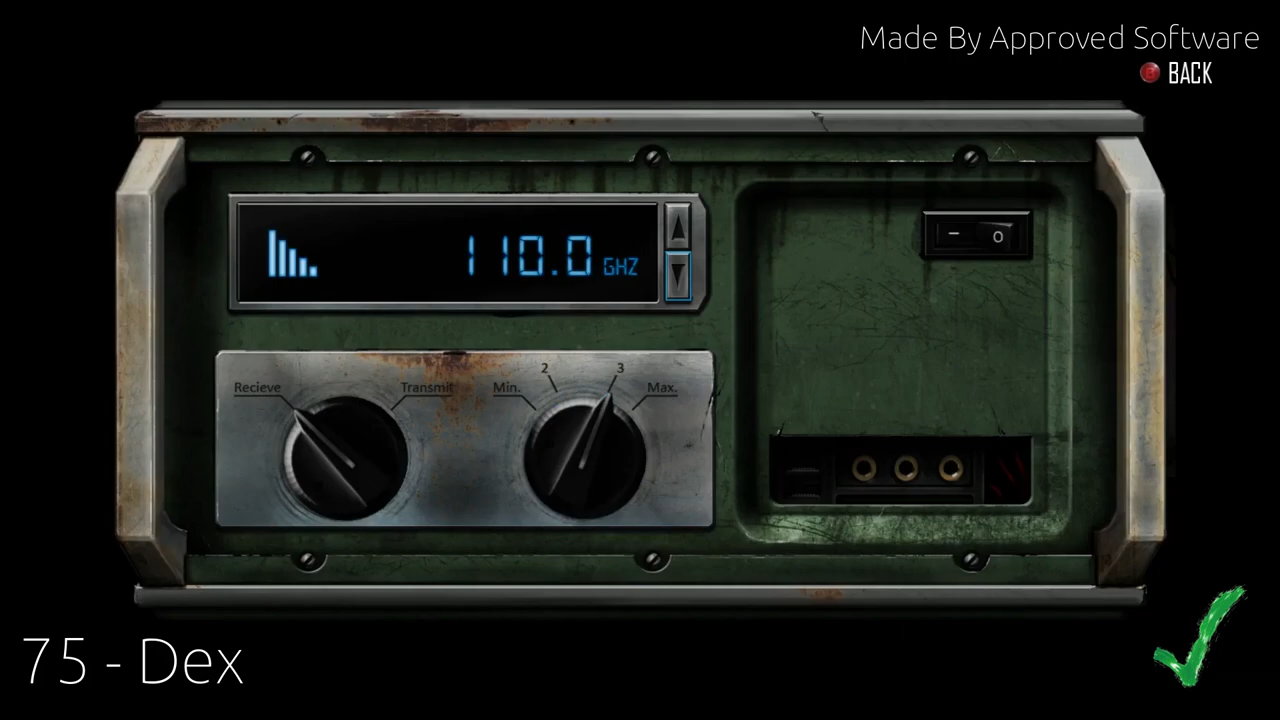 Made By Approved Software
B BACK
110.0 GHZ
- O
2 3
Recieve Transmit Min. Max.
75 - Dex